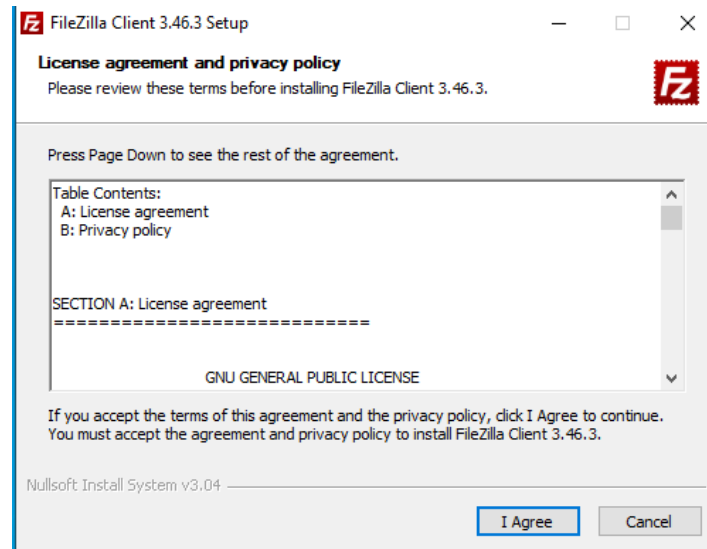 Fz FileZilla Client 3.46.3 Setup
License agreement and privacy policy
Please review these terms before installing FileZilla Client 3.46.3.
Fz
Press Page Down to see the rest of the agreement.
Table Contents:
A: License agreement
B: Privacy policy
SECTION A: License agreement
============================
GNU GENERAL PUBLIC LICENSE
If you accept the terms of this agreement and the privacy policy, click I Agree to continue.
You must accept the agreement and privacy policy to install FileZilla Client 3.46.3.
Nullsoft Install System v3.04
I Agree
Cancel